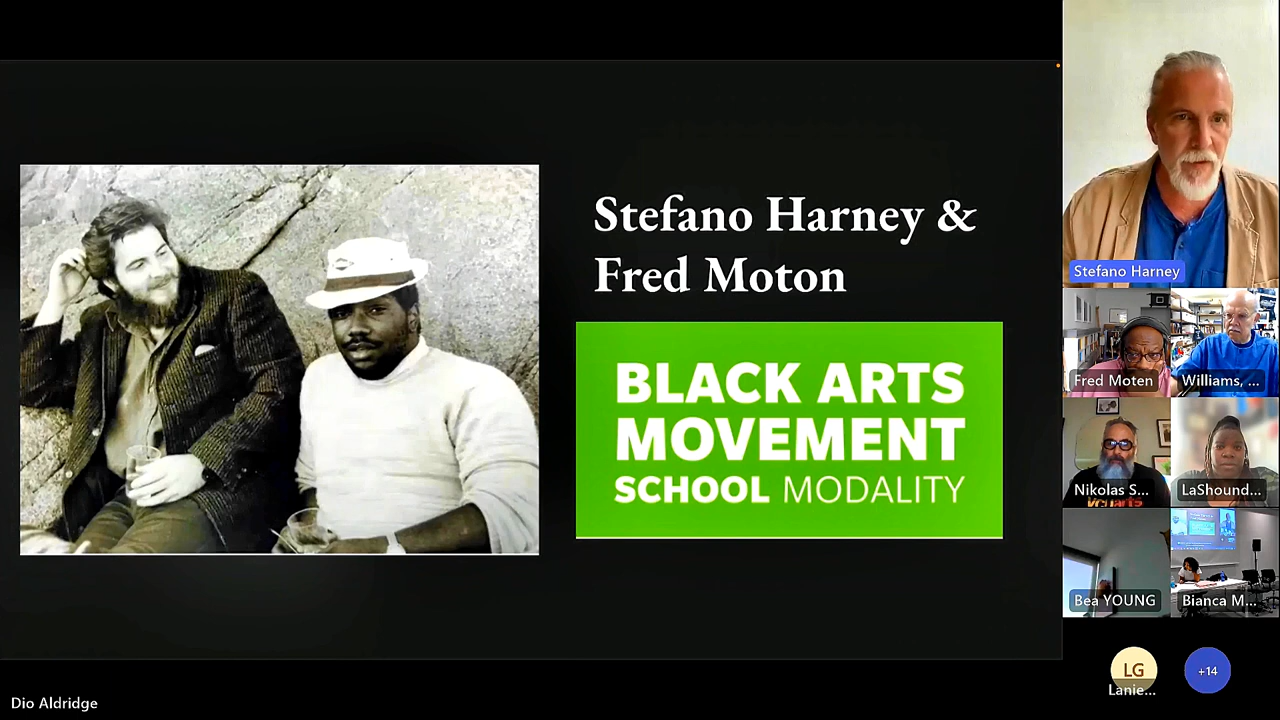 Stefano Harney &
Fred Moton
BLACK ARTS
MOVEMENT
SCHOOL MODALITY
Stefano Harney
Fred Moten
Williams, ...
Nikolas S...
LaShound...
Bea YOUNG
Bianca M...
LG
Lanie...
+14
Dio Aldridge